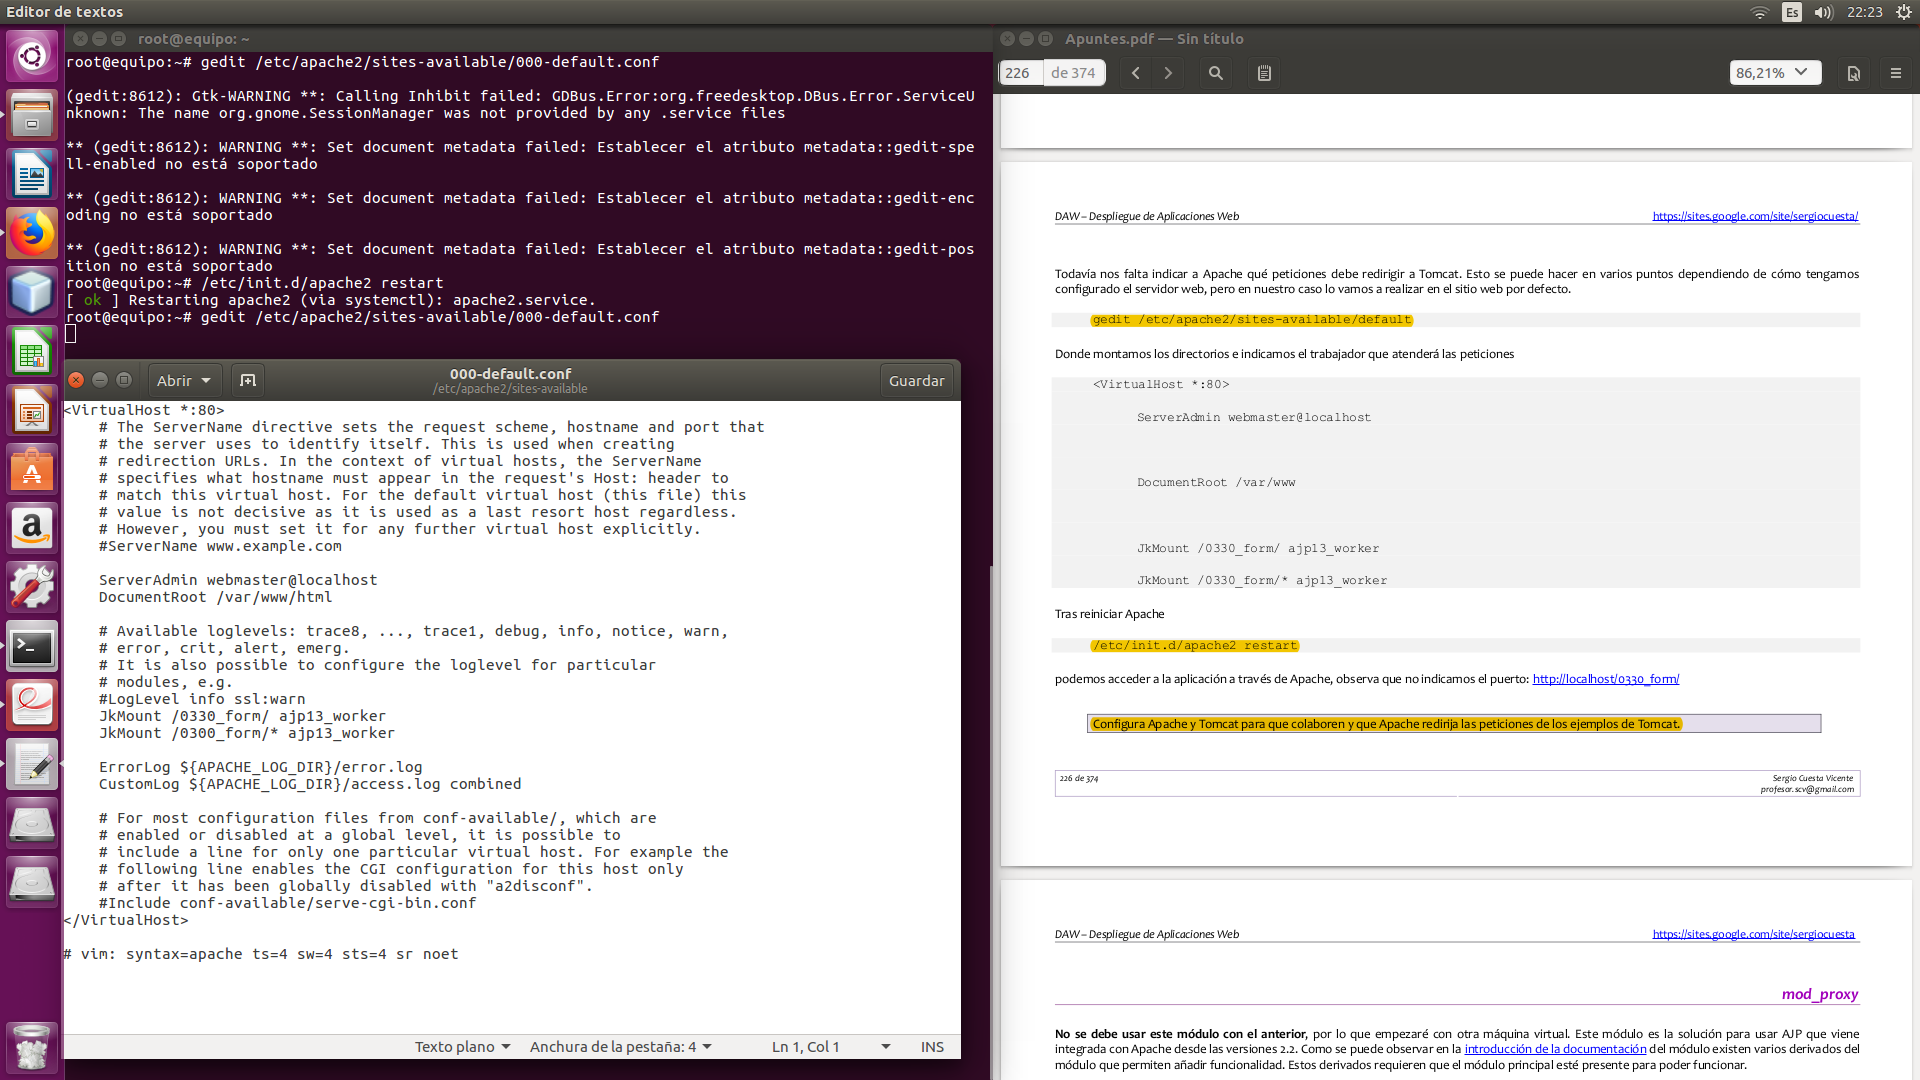 Editor de textos
Es
22:23
root@equipo: ~
root@equipo:~# gedit /etc/apache2/sites-available/000-default.conf
(gedit:8612): Gtk-WARNING **: Calling Inhibit failed: GDBus.Error:org.freedesktop.DBus.Error.ServiceU
nknown: The name org.gnome.SessionManager was not provided by any .service files
** (gedit:8612): WARNING **: Set document metadata failed: Establecer el atributo metadata::gedit-spe
ll-enabled no está soportado
** (gedit:8612): WARNING **: Set document metadata failed: Establecer el atributo metadata::gedit-enc
oding no está soportado
** (gedit:8612): WARNING **: Set document metadata failed: Establecer el atributo metadata::gedit-pos
ition no está soportado
root@equipo:~# /etc/init.d/apache2 restart
[ ok ] Restarting apache2 (via systemctl): apache2.service.
root@equipo:~# gedit /etc/apache2/sites-available/000-default.conf
Abrir
000-default.conf
/etc/apache2/sites-available
Guardar
<VirtualHost *:80>
# The ServerName directive sets the request scheme, hostname and port that
# the server uses to identify itself. This is used when creating
# redirection URLs. In the context of virtual hosts, the ServerName
# specifies what hostname must appear in the request's Host: header to
# match this virtual host. For the default virtual host (this file) this
# value is not decisive as it is used as a last resort host regardless.
# However, you must set it for any further virtual host explicitly.
#ServerName www.example.com
ServerAdmin webmaster@localhost
DocumentRoot /var/www/html
# Available loglevels: trace8, ..., trace1, debug, info, notice, warn,
# error, crit, alert, emerg.
# It is also possible to configure the loglevel for particular
# modules, e.g.
#LogLevel info ssl:warn
JkMount /0330_form/ ajp13_worker
JkMount /0300_form/* ajp13_worker
ErrorLog ${APACHE_LOG_DIR}/error.log
CustomLog ${APACHE_LOG_DIR}/access.log combined
# For most configuration files from conf-available/, which are
# enabled or disabled at a global level, it is possible to
# include a line for only one particular virtual host. For example the
# following line enables the CGI configuration for this host only
# after it has been globally disabled with "a2disconf".
#Include conf-available/serve-cgi-bin.conf
</VirtualHost>
# vim: syntax=apache ts=4 sw=4 sts=4 sr noet
Texto plano
Anchura de la pestaña: 4
Ln 1, Col 1
INS
Apuntes.pdf — Sin título
226
de 374
86,21%
DAW – Despliegue de Aplicaciones Web
https://sites.google.com/site/sergiocuesta/
Todavía nos falta indicar a Apache qué peticiones debe redirigir a Tomcat. Esto se puede hacer en varios puntos dependiendo de cómo tengamos
configurado el servidor web, pero en nuestro caso lo vamos a realizar en el sitio web por defecto.
gedit /etc/apache2/sites-available/default
Donde montamos los directorios e indicamos el trabajador que atenderá las peticiones
<VirtualHost *:80>
ServerAdmin webmaster@localhost
DocumentRoot /var/www
JkMount /0330_form/ ajp13_worker
JkMount /0330_form/* ajp13_worker
Tras reiniciar Apache
/etc/init.d/apache2 restart
podemos acceder a la aplicación a través de Apache, observa que no indicamos el puerto: http://localhost/0330_form/
Configura Apache y Tomcat para que colaboren y que Apache redirija las peticiones de los ejemplos de Tomcat.
226 de 374
Sergio Cuesta Vicente
profesor.scv@gmail.com
DAW – Despliegue de Aplicaciones Web
https://sites.google.com/site/sergiocuesta
mod_proxy
No se debe usar este módulo con el anterior, por lo que empezaré con otra máquina virtual. Este módulo es la solución para usar AJP que viene
integrada con Apache desde las versiones 2.2. Como se puede observar en la introducción de la documentación del módulo existen varios derivados del
módulo que permiten añadir funcionalidad. Estos derivados requieren que el módulo principal esté presente para poder funcionar.